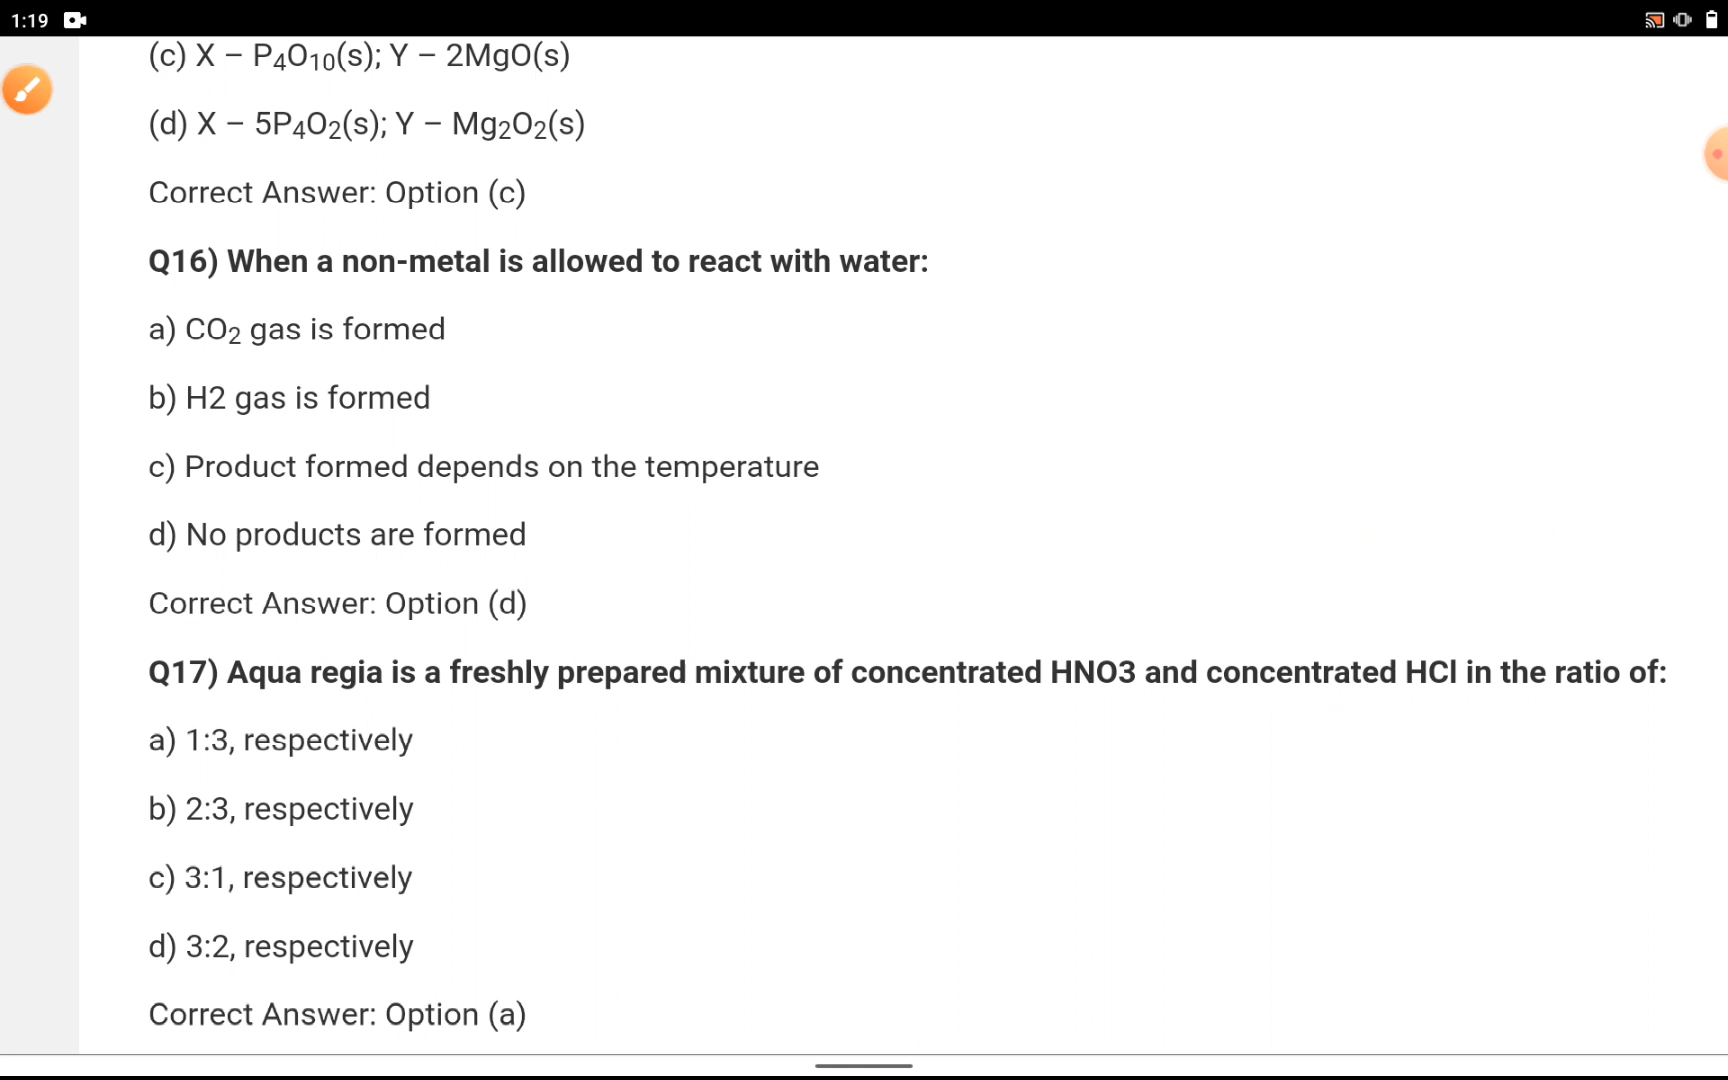 1:19
(c) X – P₄O₁₀(s); Y – 2MgO(s)
(d) X – 5P₄O₂(s); Y – Mg₂O₂(s)
Correct Answer: Option (c)
Q16) When a non-metal is allowed to react with water:
a) CO₂ gas is formed
b) H2 gas is formed
c) Product formed depends on the temperature
d) No products are formed
Correct Answer: Option (d)
Q17) Aqua regia is a freshly prepared mixture of concentrated HNO3 and concentrated HCl in the ratio of:
a) 1:3, respectively
b) 2:3, respectively
c) 3:1, respectively
d) 3:2, respectively
Correct Answer: Option (a)